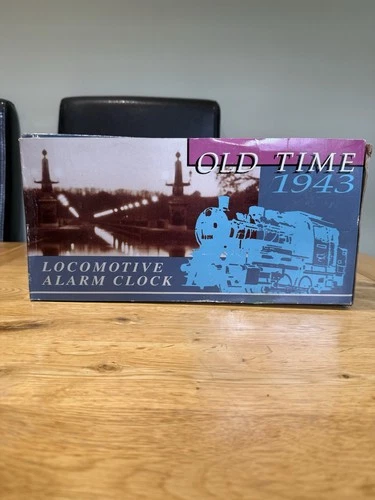 OLD TIME
1943
LOCOMOTIVE
ALARM CLOCK